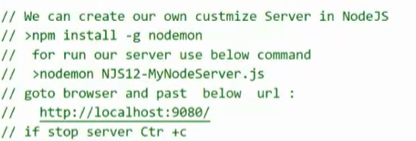 // We can create our own custmize Server in NodeJS
// >npm install -g nodemon
// for run our server use below command
// >nodemon NJS12-MyNodeServer.js
// goto browser and past below url :
// http://localhost:9080/
// if stop server Ctr +c